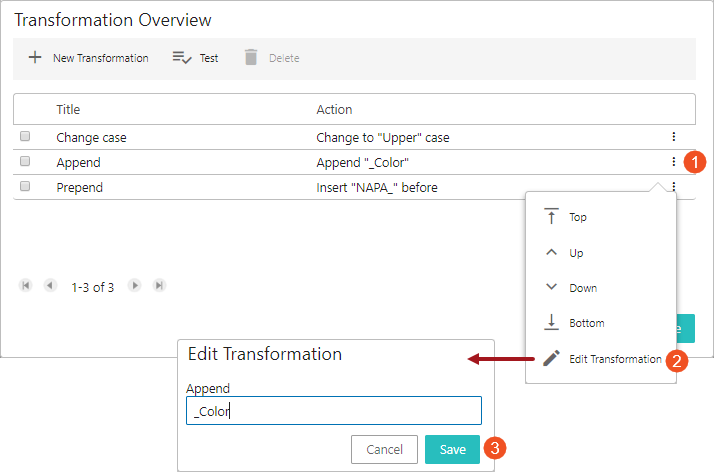 Transformation Overview
New Transformation Test Delete
Title Action
Change case Change to "Upper" case
Append Append "_Color" 1
Prepend Insert "NAPA_" before
Top
Up
1-3 of 3
Down
Bottom
Edit Transformation 2
Edit Transformation
Append
_Color
Cancel Save 3